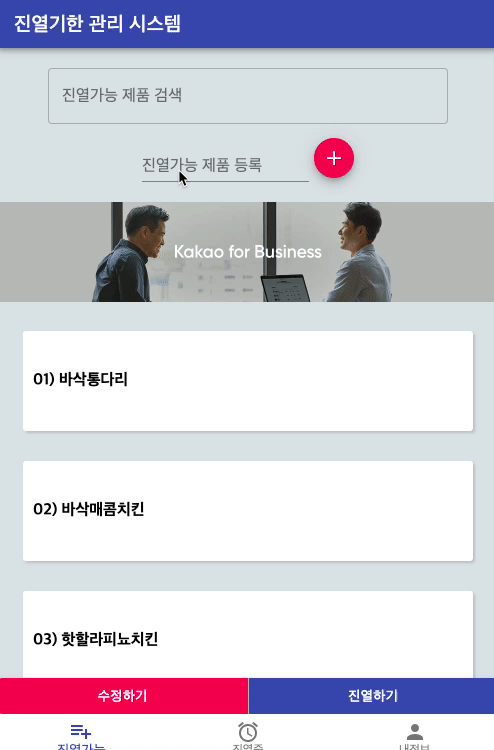 진열기한 관리 시스템
진열가능 제품 검색
진열가능 제품 등록
Kakao for Business
01) 바삭통다리
02) 바삭매콤치킨
03) 핫할라피뇨치킨
수정하기
진열하기
진열가능
진열중
내정보